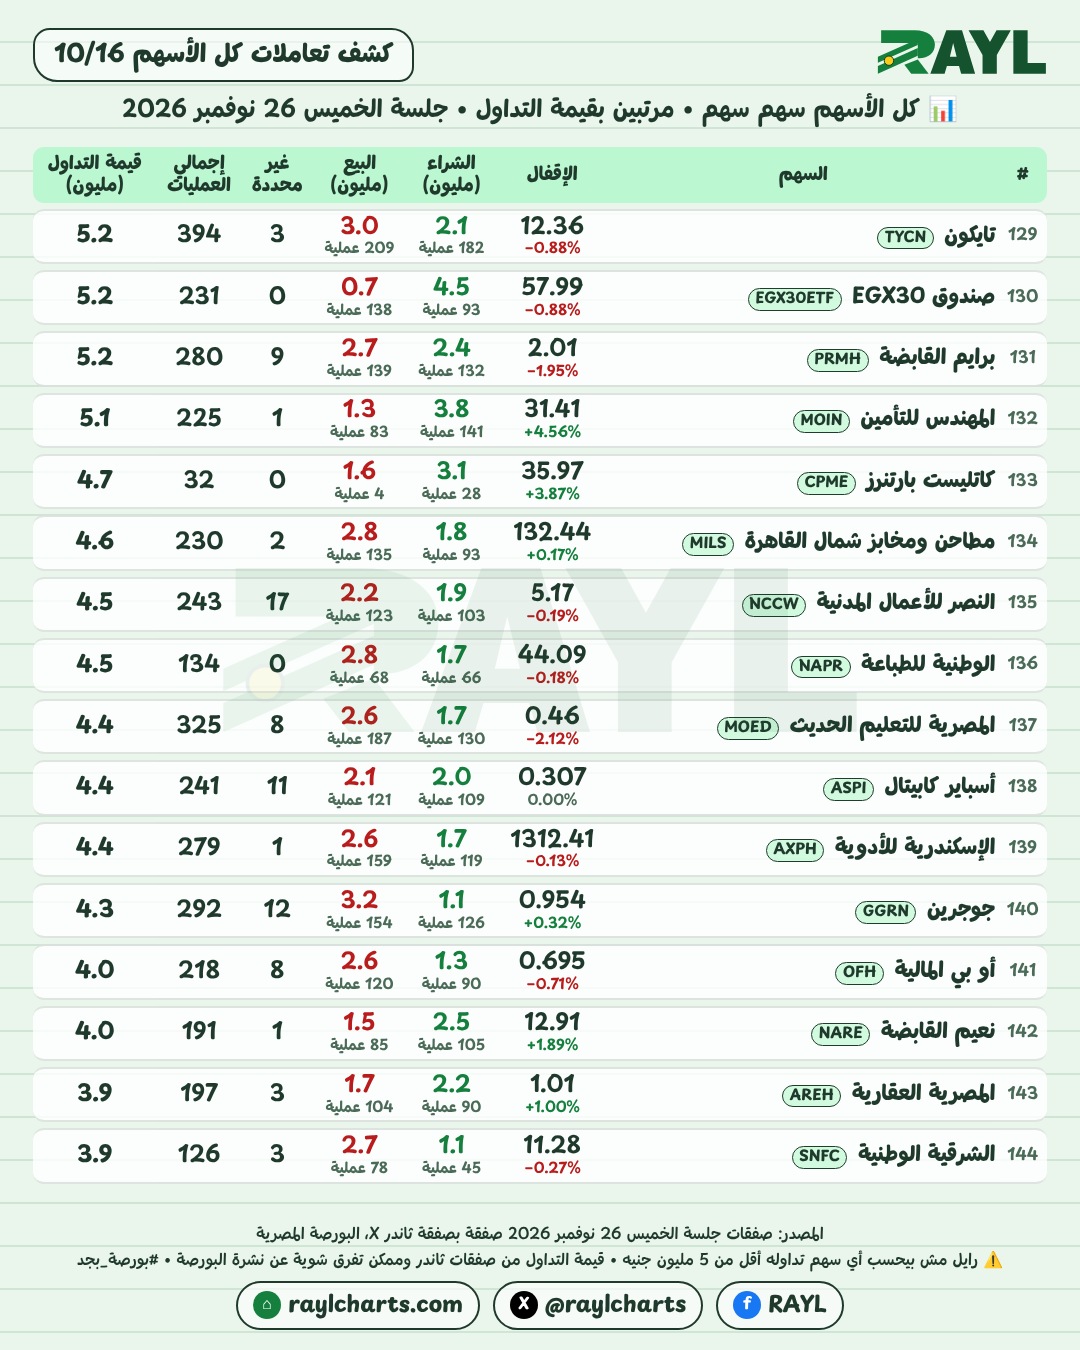 RAYL
كشف تعاملات كل الأسهم 10/16
📊 كل الأسهم سهم سهم • مرتبين بقيمة التداول • جلسة الخميس 26 نوفمبر 2026
# السهم الإقفال الشراء (مليون) البيع (مليون) غير محددة إجمالي العمليات قيمة التداول (مليون)
129 تايكون TYCN 12.36 2.1 3.0 3 394 5.2
-0.88% 182 عملية 209 عملية
130 صندوق EGX30 EGX30ETF 57.99 4.5 0.7 0 231 5.2
-0.88% 93 عملية 138 عملية
131 برايم القابضة PRMH 2.01 2.4 2.7 9 280 5.2
-1.95% 132 عملية 139 عملية
132 المهندس للتأمين MOIN 31.41 3.8 1.3 1 225 5.1
+4.56% 141 عملية 83 عملية
133 كاتليست بارتنرز CPME 35.97 3.1 1.6 0 32 4.7
+3.87% 28 عملية 4 عملية
134 مطاحن ومخابز شمال القاهرة MILS 132.44 1.8 2.8 2 230 4.6
+0.17% 93 عملية 135 عملية
135 النصر للأعمال المدنية NCCW 5.17 1.9 2.2 17 243 4.5
-0.19% 103 عملية 123 عملية
136 الوطنية للطباعة NAPR 44.09 1.7 2.8 0 134 4.5
-0.18% 66 عملية 68 عملية
137 المصرية للتعليم الحديث MOED 0.46 1.7 2.6 8 325 4.4
-2.12% 130 عملية 187 عملية
138 أسباير كابيتال ASPI 0.307 2.0 2.1 11 241 4.4
0.00% 109 عملية 121 عملية
139 الإسكندرية للأدوية AXPH 1312.41 1.7 2.6 1 279 4.4
-0.13% 119 عملية 159 عملية
140 جوجرين GGRN 0.954 1.1 3.2 12 292 4.3
+0.32% 126 عملية 154 عملية
141 أو بي المالية OFH 0.695 1.3 2.6 8 218 4.0
-0.71% 90 عملية 120 عملية
142 نعيم القابضة NARE 12.91 2.5 1.5 1 191 4.0
+1.89% 105 عملية 85 عملية
143 المصرية العقارية AREH 1.01 2.2 1.7 3 197 3.9
+1.00% 90 عملية 104 عملية
144 الشرقية الوطنية SNFC 11.28 1.1 2.7 3 126 3.9
-0.27% 45 عملية 78 عملية
المصدر: صفقات جلسة الخميس 26 نوفمبر 2026 صفقة بصفقة ثاندر X، البورصة المصرية
⚠️ رايل مش بيحسب أي سهم تداوله أقل من 5 مليون جنيه • قيمة التداول من صفقات ثاندر وممكن تفرق شوية عن نشرة البورصة • #بورصة_بجد
raylcharts.com @raylcharts RAYL